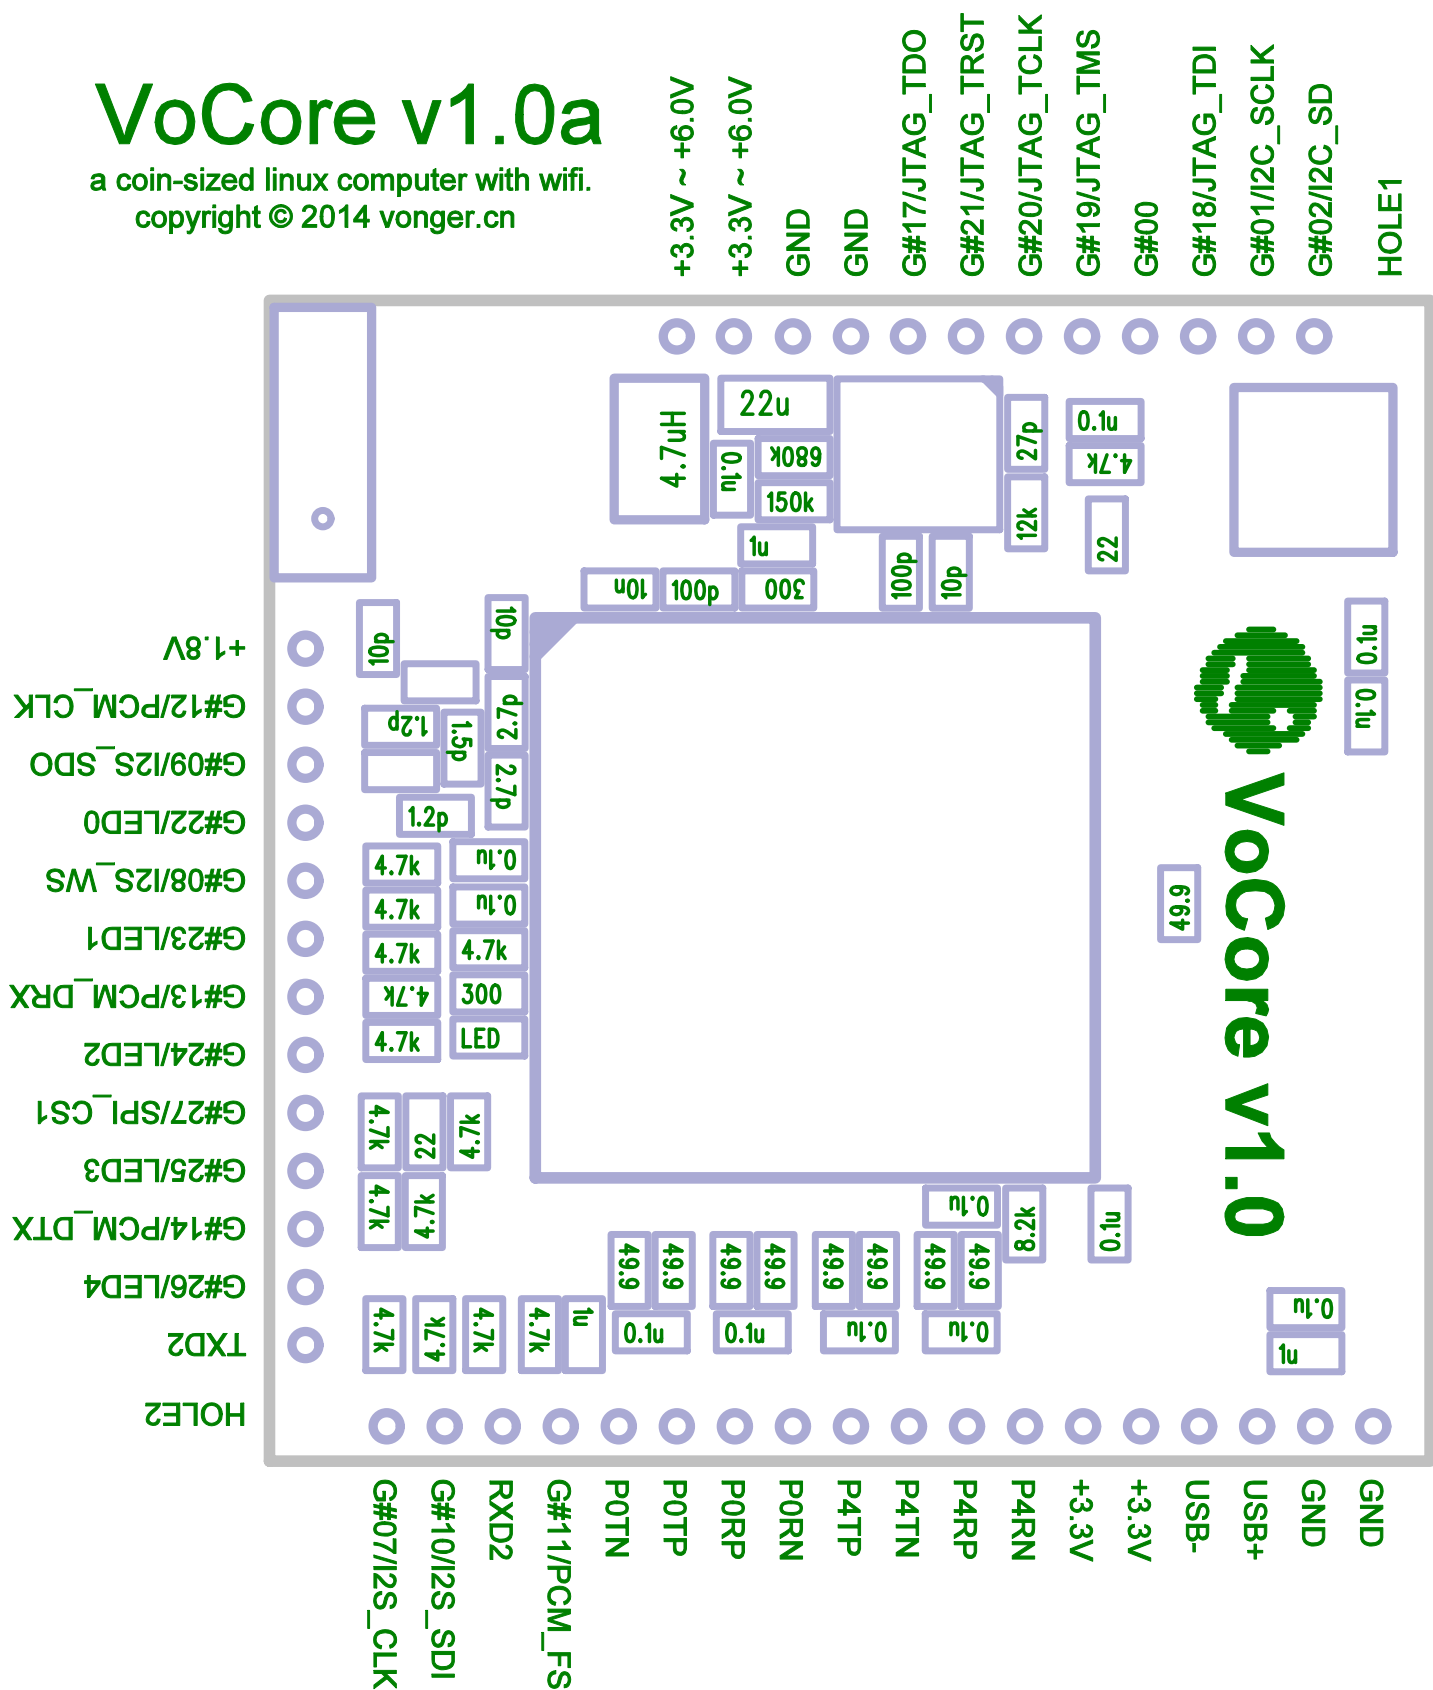 VoCore v1.0a
a coin-sized linux computer with wifi.
copyright © 2014 vonger.cn
+3.3V ~ +6.0V
+3.3V ~ +6.0V
GND
GND
G#17/JTAG_TDO
G#21/JTAG_TRST
G#20/JTAG_TCLK
G#19/JTAG_TMS
G#00
G#18/JTAG_TDI
G#01/I2C_SCLK
G#02/I2C_SD
HOLE1
4.7uH
22u
0.1u
680k
150k
1u
27p
12k
0.1u
4.7k
22
10n
100p
300
100p
10p
10p
10p
1.2p
1.5p
2.7p
2.7p
1.2p
4.7k
0.1u
4.7k
0.1u
4.7k
4.7k
4.7k
300
4.7k
LED
4.7k
22
4.7k
4.7k
4.7k
4.7k
4.7k
4.7k
4.7k
1u
49.9
49.9
49.9
49.9
49.9
49.9
49.9
49.9
0.1u
0.1u
0.1u
0.1u
0.1u
8.2k
0.1u
49.9
0.1u
0.1u
VoCore v1.0
0.1u
1u
+1.8V
G#12/PCM_CLK
G#09/I2S_SDO
G#22/LED0
G#08/I2S_WS
G#23/LED1
G#13/PCM_DRX
G#24/LED2
G#27/SPI_CS1
G#25/LED3
G#14/PCM_DTX
G#26/LED4
TXD2
HOLE2
G#07/I2S_CLK
G#10/I2S_SDI
RXD2
G#11/PCM_FS
P0TN
P0TP
P0RP
P0RN
P4TP
P4TN
P4RP
P4RN
+3.3V
+3.3V
USB-
USB+
GND
GND